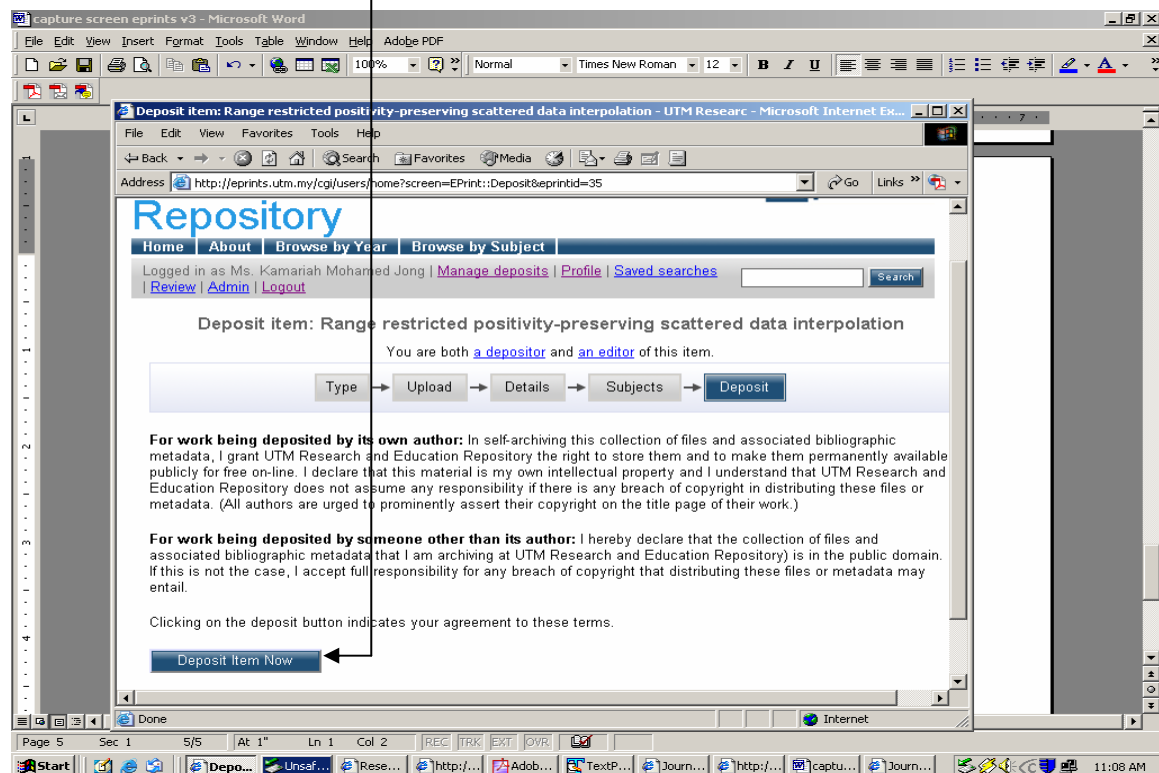 capture screen eprints v3 - Microsoft Word
File Edit View Insert Format Tools Table Window Help Adobe PDF
100% Normal Times New Roman 12 B I U A
Deposit item: Range restricted positivity-preserving scattered data interpolation - UTM Researc - Microsoft Internet Ex...
7
File Edit View Favorites Tools Help
Back Search Favorites Media
Address http://eprints.utm.my/cgi/users/home?screen=EPrint::Deposit&eprintid=35 Go Links »
Repository
Home About Browse by Year Browse by Subject
Logged in as Ms. Kamariah Mohamed Jong | Manage deposits | Profile | Saved searches
| Review | Admin | Logout
Search
Deposit item: Range restricted positivity-preserving scattered data interpolation
You are both a depositor and an editor of this item.
Type Upload Details Subjects Deposit
For work being deposited by its own author: In self-archiving this collection of files and associated bibliographic
metadata, I grant UTM Research and Education Repository the right to store them and to make them permanently available
publicly for free on-line. I declare that this material is my own intellectual property and I understand that UTM Research and
Education Repository does not assume any responsibility if there is any breach of copyright in distributing these files or
metadata. (All authors are urged to prominently assert their copyright on the title page of their work.)
For work being deposited by someone other than its author: I hereby declare that the collection of files and
associated bibliographic metadata that I am archiving at UTM Research and Education Repository) is in the public domain.
If this is not the case, I accept full responsibility for any breach of copyright that distributing these files or metadata may
entail.
Clicking on the deposit button indicates your agreement to these terms.
Deposit Item Now
Done Internet
Page 5 Sec 1 5/5 At 1" Ln 1 Col 2 REC TRK EXT OVR
Start Depo... Unsaf... Rese... http:/... Adob... TextP... Journ... http:/... captu... Journ... 11:08 AM